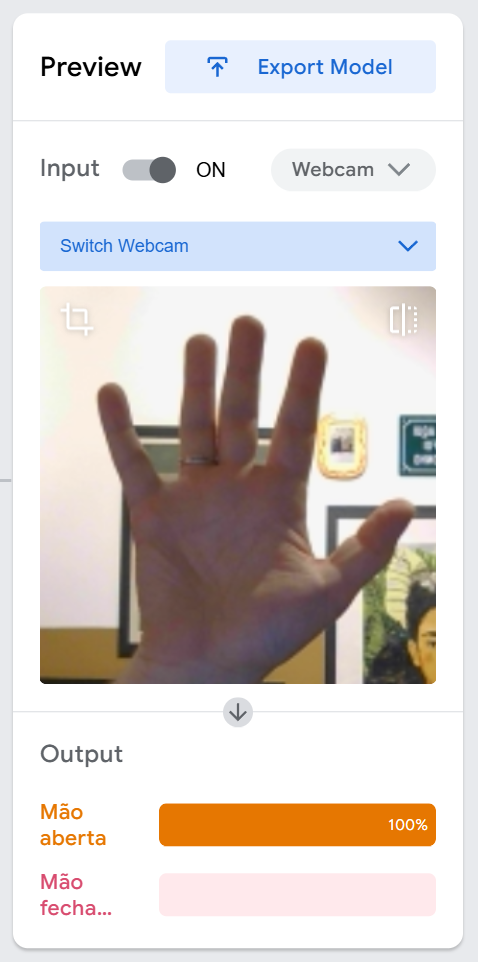 Preview
Export Model
Input
ON
Webcam
Switch Webcam
Output
Mão
aberta
100%
Mão
fecha...